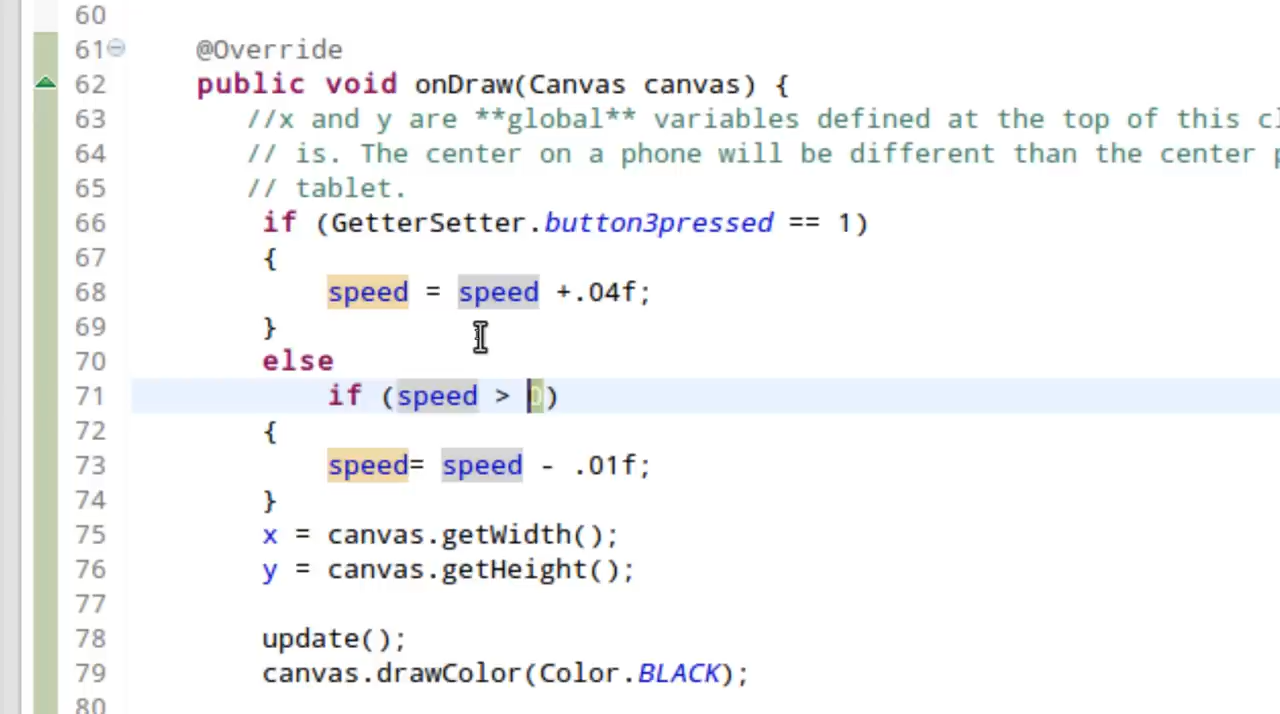 60
61 @Override
62 public void onDraw(Canvas canvas) {
63 //x and y are **global** variables defined at the top of this
64 // is. The center on a phone will be different than the center
65 // tablet.
66 if (GetterSetter.button3pressed == 1)
67 {
68 speed = speed +.04f;
69 }
70 else
71 if (speed > 0)
72 {
73 speed= speed - .01f;
74 }
75 x = canvas.getWidth();
76 y = canvas.getHeight();
77
78 update();
79 canvas.drawColor(Color.BLACK);
80